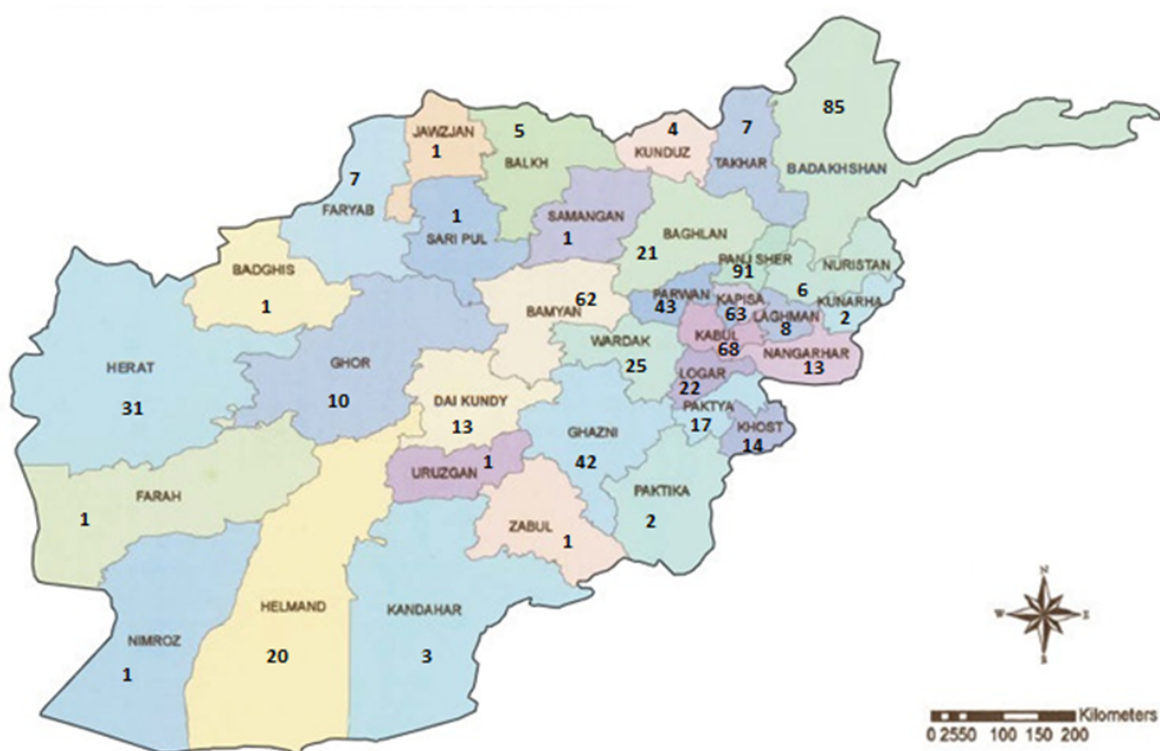 85
BADAKHSHAN
7
TAKHAR
4
KUNDUZ
5
BALKH
JAWZJAN
1
7
FARYAB
1
SARI PUL
SAMANGAN
1
BAGHLAN
21
PANJ SHER
91
NURISTAN
6
KUNARHA
2
BADGHIS
1
62
BAMYAN
PARWAN
43
KAPISA
63
LAGHMAN
8
KABUL
68
NANGARHAR
13
WARDAK
25
LOGAR
22
HERAT
31
GHOR
10
DAI KUNDY
13
GHAZNI
42
PAKTYA
17
KHOST
14
URUZGAN
1
PAKTIKA
2
FARAH
1
ZABUL
1
HELMAND
20
KANDAHAR
3
NIMROZ
1
N
W E
S
Kilometers
0 2550 100 150 200